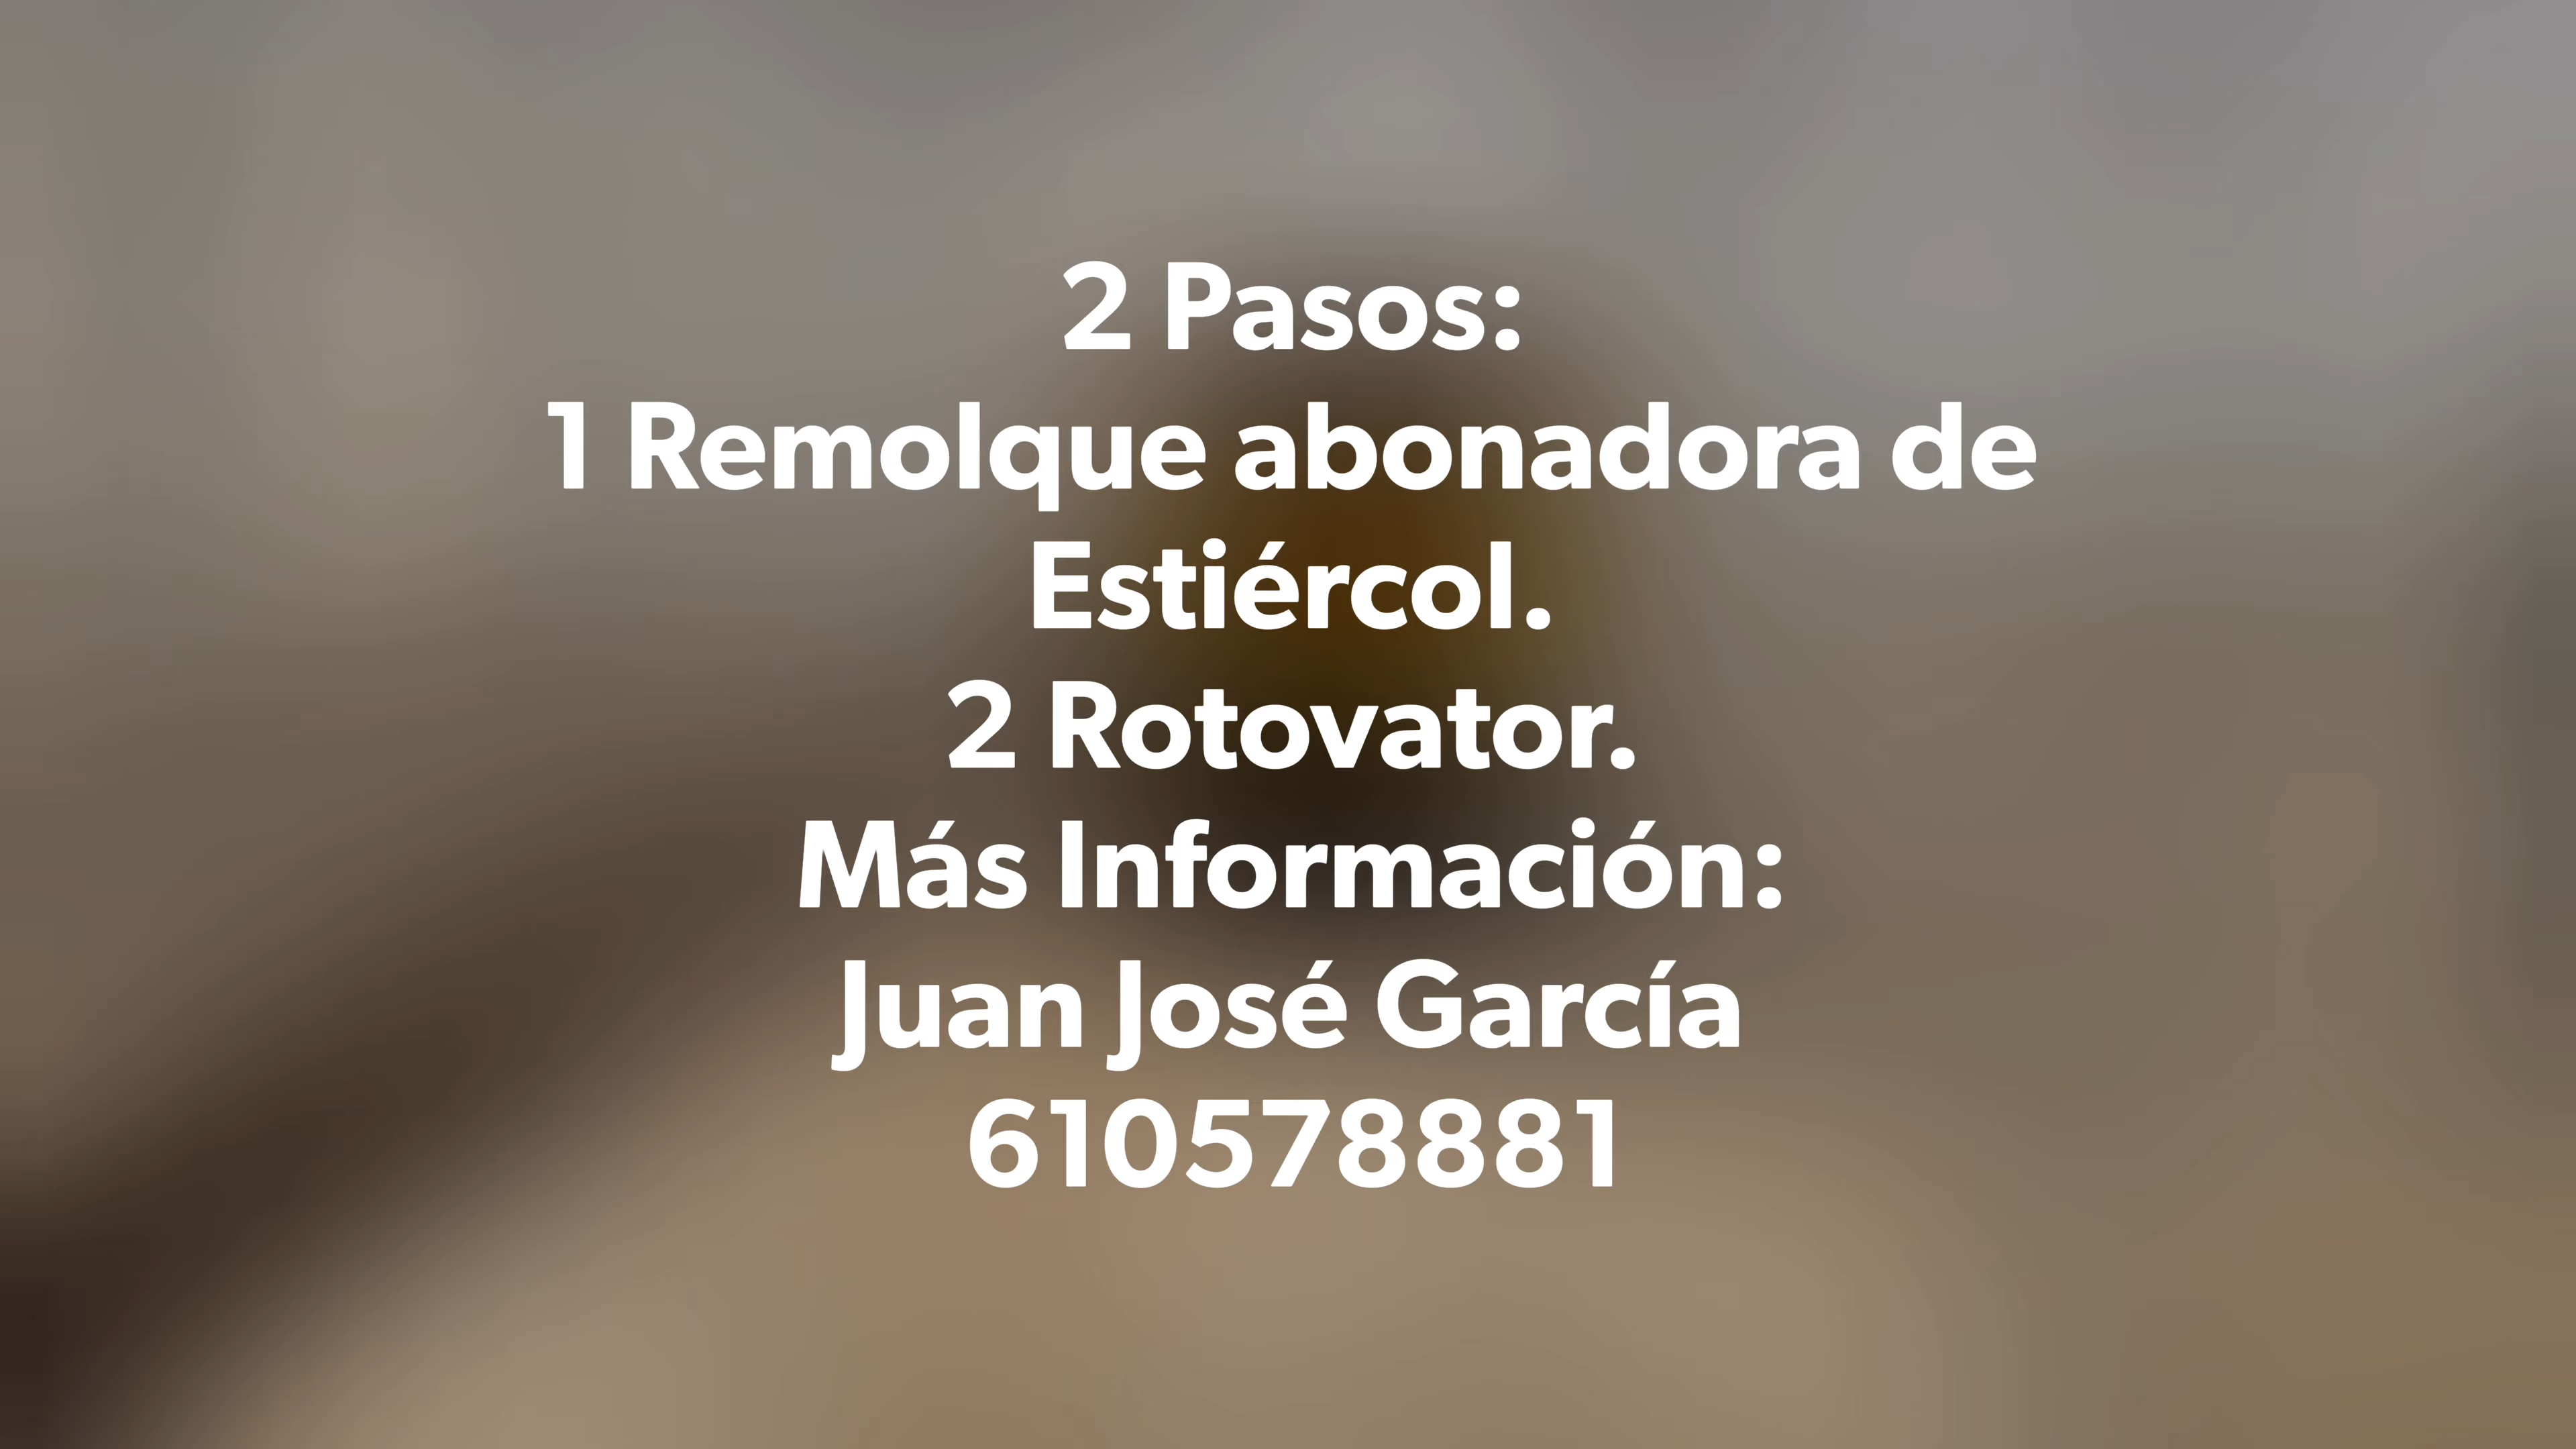 2 Pasos:
1 Remolque abonadora de
Estiércol.
2 Rotovator.
Más Información:
Juan José García
610578881